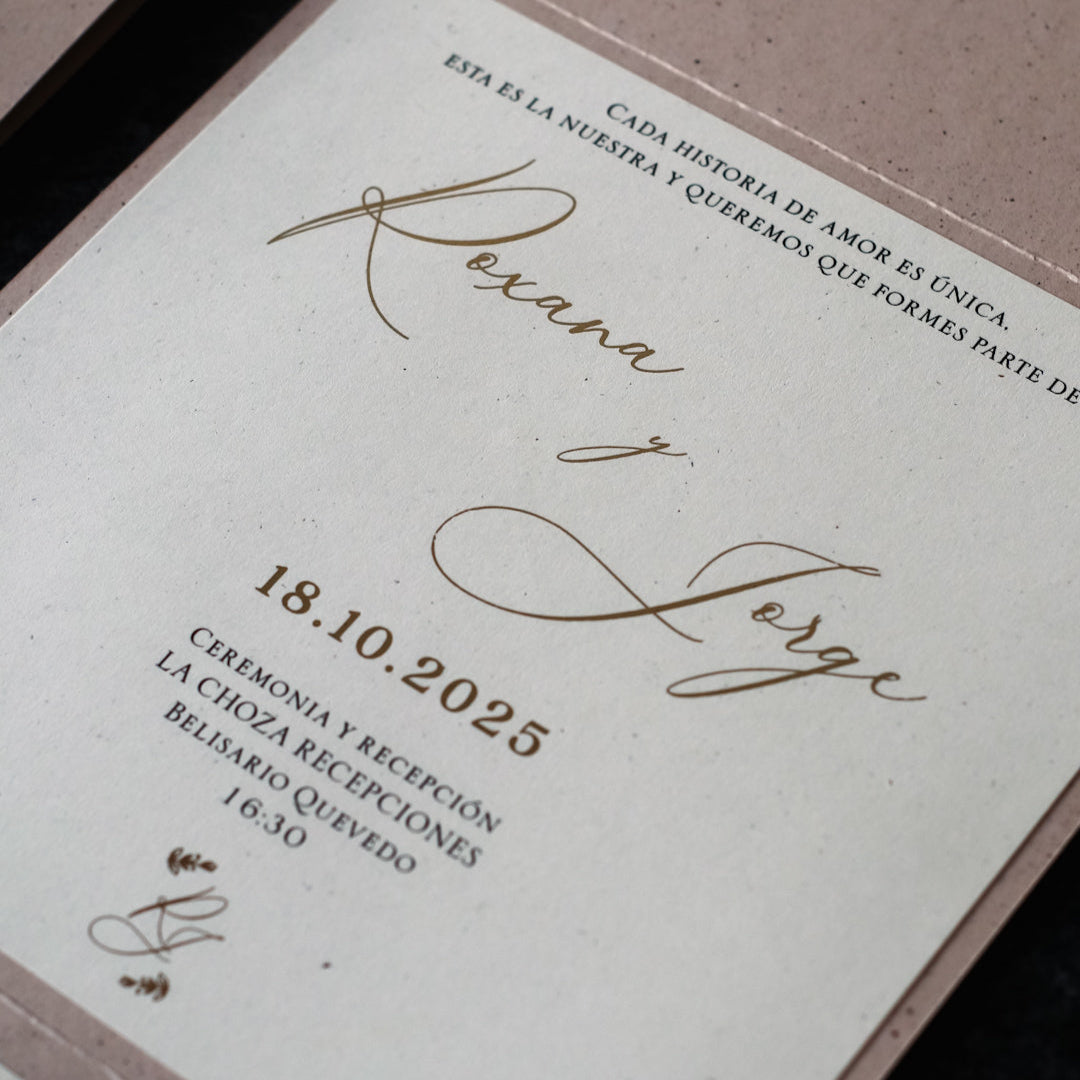 Cada historia de amor es única.
esta es la nuestra y queremos que formes parte de
Roxana
y
Jorge
18.10.2025
Ceremonia y recepción
La Choza Recepciones
Belisario Quevedo
16:30
RJ